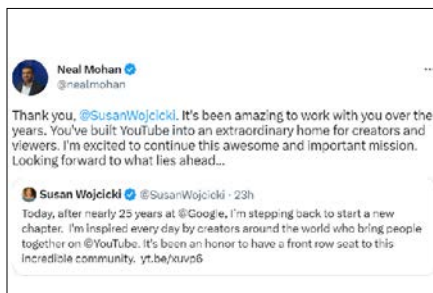 Neal Mohan
@nealmohan
Thank you, @SusanWojcicki. It's been amazing to work with you over the
years. You've built YouTube into an extraordinary home for creators and
viewers. I'm excited to continue this awesome and important mission.
Looking forward to what lies ahead...
Susan Wojcicki @SusanWojcicki · 23h
Today, after nearly 25 years at @Google, I'm stepping back to start a new
chapter. I'm inspired every day by creators around the world who bring people
together on @YouTube. It's been an honor to have a front row seat to this
incredible community. yt.be/xuvp6